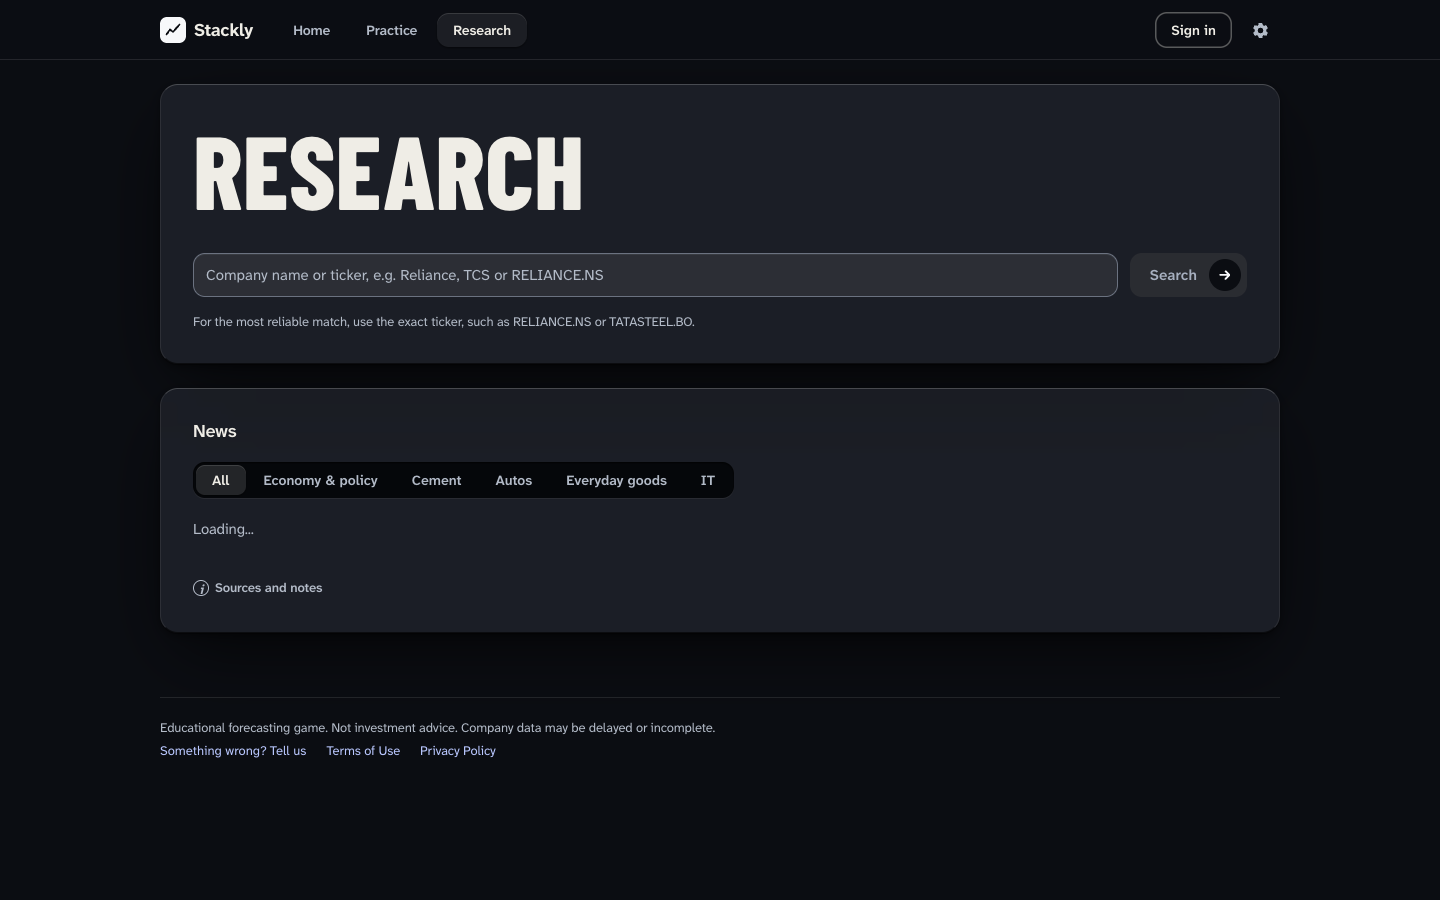 Stackly Home Practice Research Sign in
RESEARCH
Company name or ticker, e.g. Reliance, TCS or RELIANCE.NS Search
For the most reliable match, use the exact ticker, such as RELIANCE.NS or TATASTEEL.BO.
News
All Economy & policy Cement Autos Everyday goods IT
Loading...
Sources and notes
Educational forecasting game. Not investment advice. Company data may be delayed or incomplete.
Something wrong? Tell us Terms of Use Privacy Policy